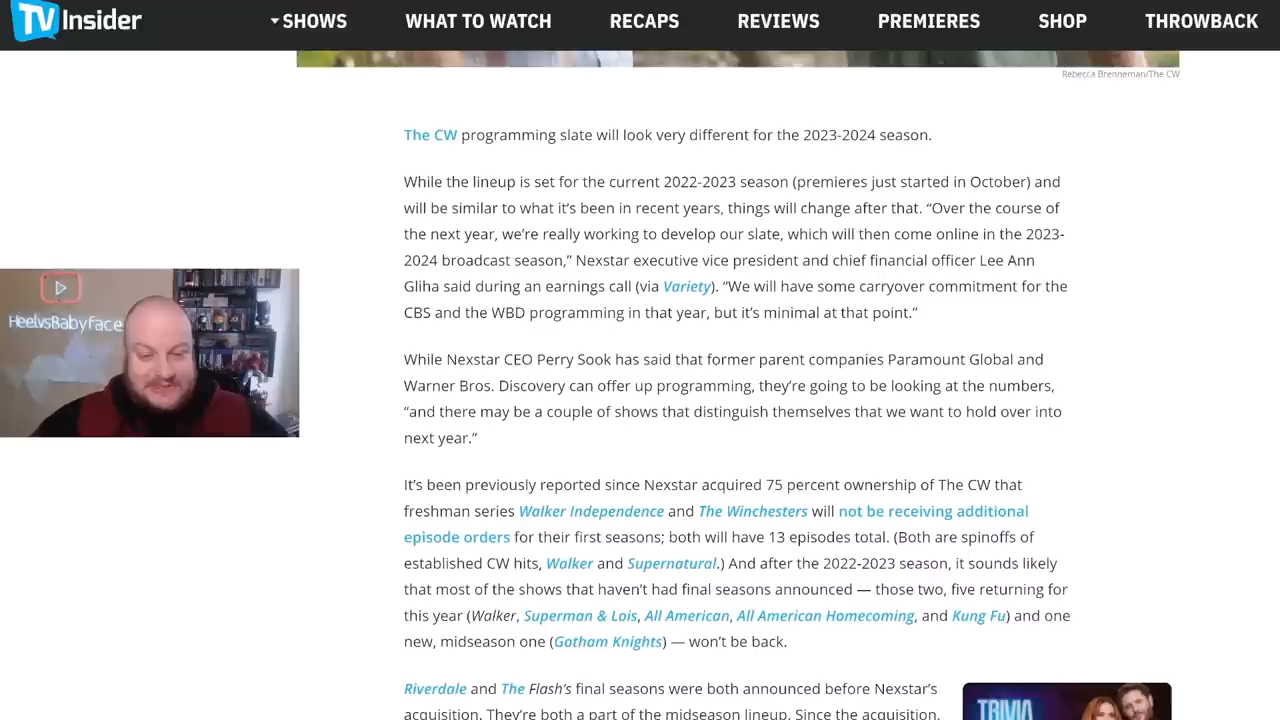 TV Insider
SHOWS
WHAT TO WATCH
RECAPS
REVIEWS
PREMIERES
SHOP
THROWBACK
Rebecca Brenneman/The CW
The CW programming slate will look very different for the 2023-2024 season.
While the lineup is set for the current 2022-2023 season (premieres just started in October) and
will be similar to what it’s been in recent years, things will change after that. “Over the course of
the next year, we’re really working to develop our slate, which will then come online in the 2023-
2024 broadcast season,” Nexstar executive vice president and chief financial officer Lee Ann
Gliha said during an earnings call (via Variety). “We will have some carryover commitment for the
CBS and the WBD programming in that year, but it’s minimal at that point.”
While Nexstar CEO Perry Sook has said that former parent companies Paramount Global and
Warner Bros. Discovery can offer up programming, they’re going to be looking at the numbers,
“and there may be a couple of shows that distinguish themselves that we want to hold over into
next year.”
HeelvsBabyface
It’s been previously reported since Nexstar acquired 75 percent ownership of The CW that
freshman series Walker Independence and The Winchesters will not be receiving additional
episode orders for their first seasons; both will have 13 episodes total. (Both are spinoffs of
established CW hits, Walker and Supernatural.) And after the 2022-2023 season, it sounds likely
that most of the shows that haven’t had final seasons announced — those two, five returning for
this year (Walker, Superman & Lois, All American, All American Homecoming, and Kung Fu) and one
new, midseason one (Gotham Knights) — won’t be back.
Riverdale and The Flash’s final seasons were both announced before Nexstar’s
acquisition. They’re both a part of the midseason lineup. Since the acquisition,
TRIVIA